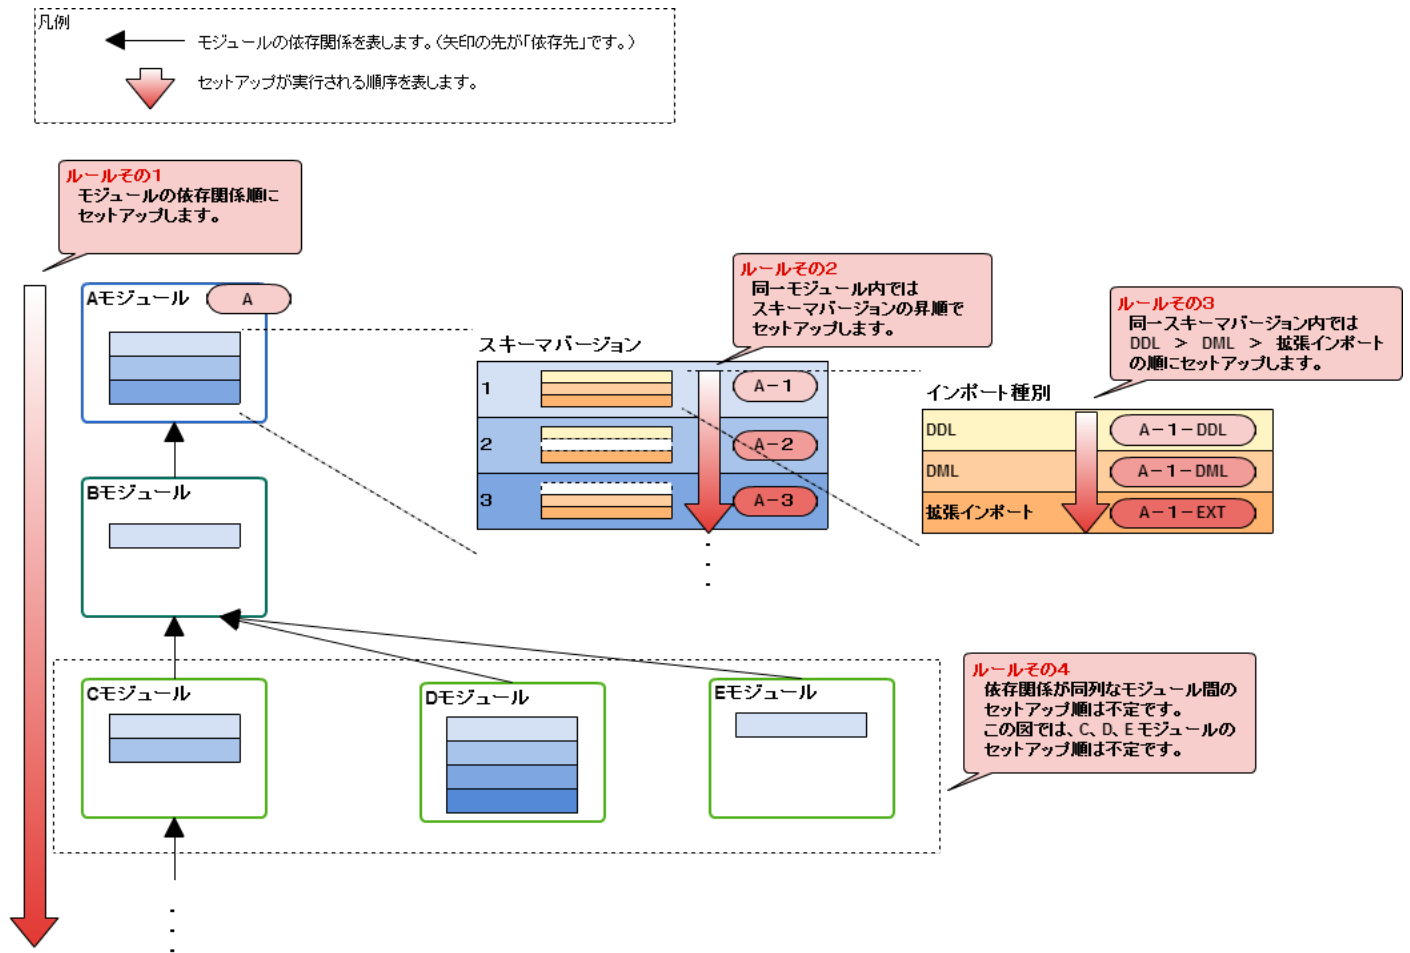 凡例
モジュールの依存関係を表します。（矢印の先が「依存先」です。）
セットアップが実行される順序を表します。
ルールその1
モジュールの依存関係順に
セットアップします。
Aモジュール
A
Bモジュール
Cモジュール
Dモジュール
Eモジュール
ルールその2
同一モジュール内では
スキーマバージョンの昇順で
セットアップします。
スキーマバージョン
1
A-1
2
A-2
3
A-3
ルールその3
同一スキーマバージョン内では
DDL > DML > 拡張インポート
の順にセットアップします。
インポート種別
DDL
A-1-DDL
DML
A-1-DML
拡張インポート
A-1-EXT
ルールその4
依存関係が同列なモジュール間の
セットアップ順は不定です。
この図では、C、D、Eモジュールの
セットアップ順は不定です。